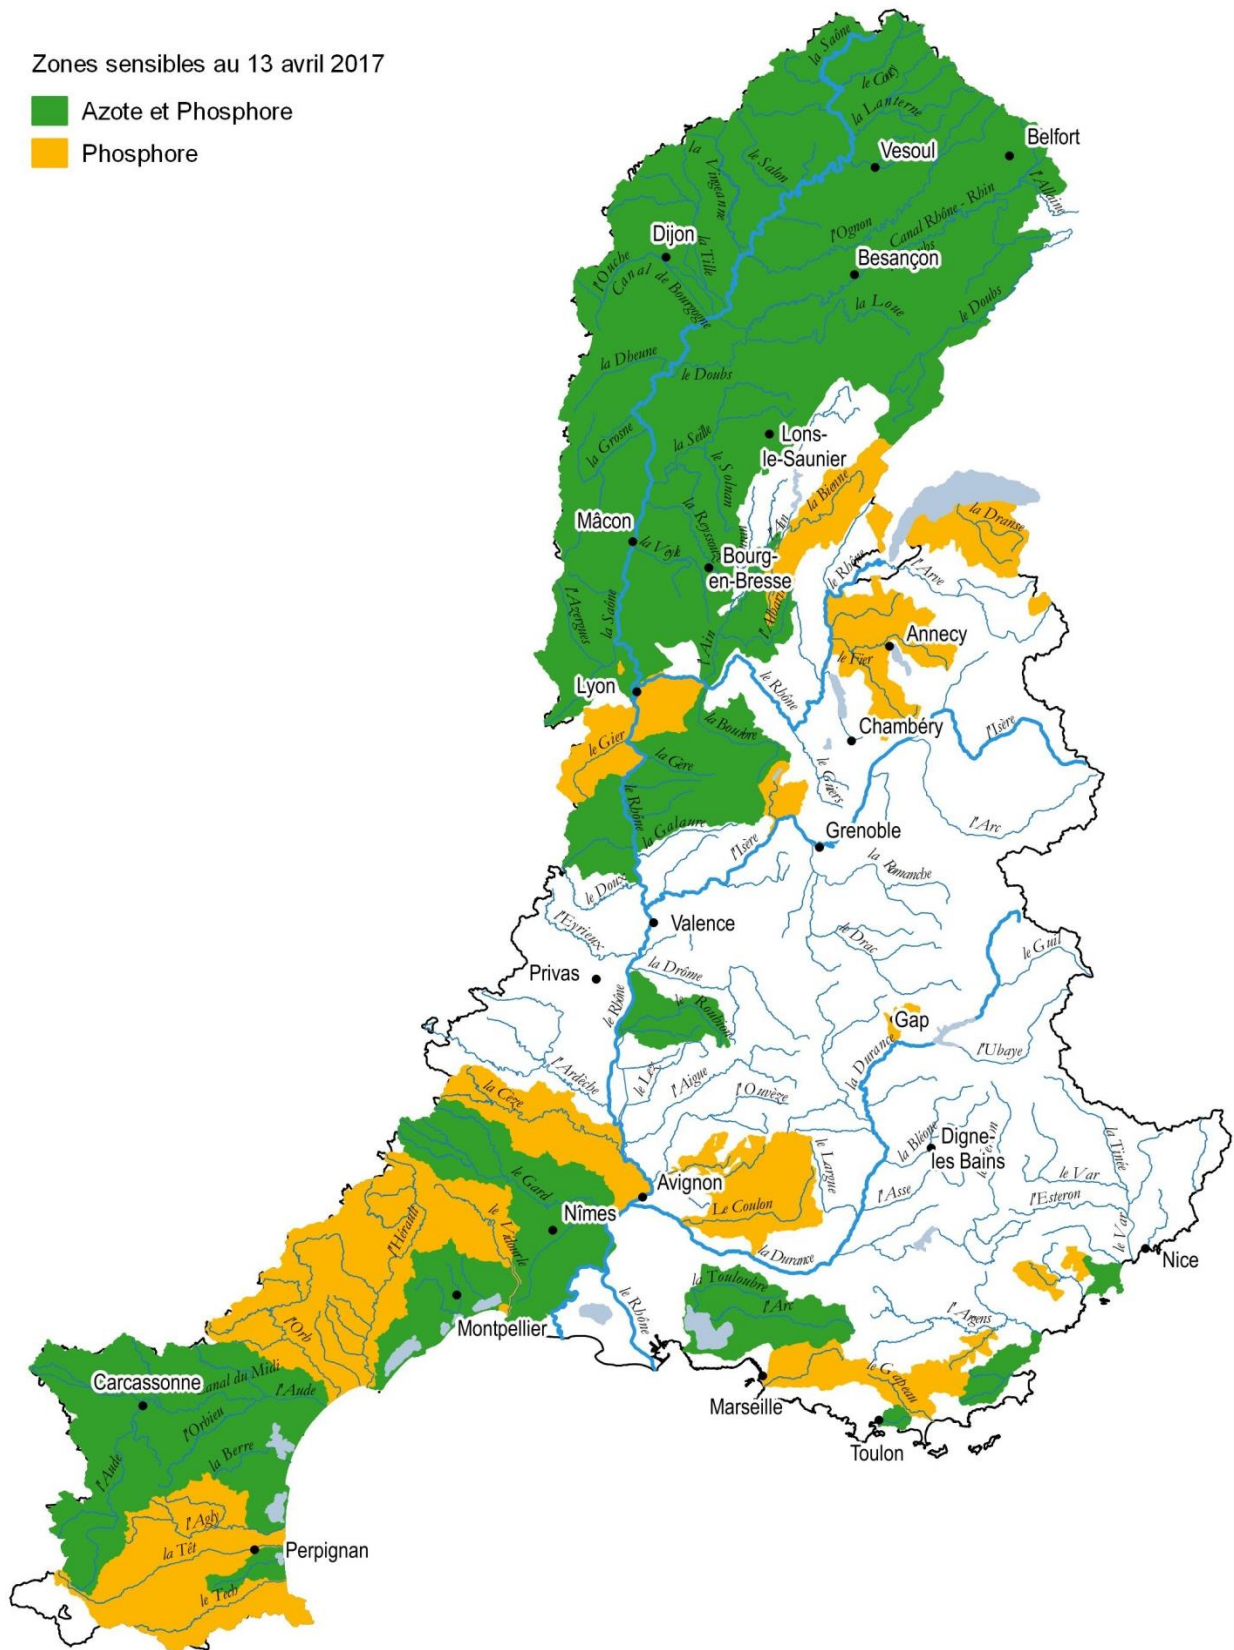 Zones sensibles au 13 avril 2017
Azote et Phosphore
Phosphore
la Saône
le Coney
la Lanterne
Belfort
Vesoul
le Salon
la Vingeanne
l'Allaine
Canal Rhône - Rhin
l'Ognon
Dijon
la Tille
Besançon
l'Ouche
Canal de Bourgogne
la Loue
le Doubs
la Dheune
le Doubs
la Grosne
la Seille
Lons-
le-Saunier
le Solnan
la Bienne
la Dranse
Mâcon
la Reyssouze
l'Ain
la Veyle
Bourg-
en-Bresse
le Rhône
l'Arve
l'Albarine
l'Azergues
la Saône
l'Ain
Annecy
le Fier
Lyon
le Rhône
la Bourbre
Chambéry
l'Isère
le Gier
la Gère
le Guiers
le Rhône
la Galaure
l'Isère
Grenoble
l'Arc
la Romanche
le Doux
l'Eyrieux
Valence
le Drac
le Guil
Privas
la Drôme
le Rhône
le Roubion
Gap
la Durance
l'Ubaye
l'Ardèche
le Lez
l'Aigue
l'Ouvèze
la Cèze
le Largue
la Bléone
Digne-
les Bains
la Tinée
le Gard
Avignon
Le Coulon
l'Asse
le Var
l'Esteron
Nîmes
l'Hérault
le Vidourle
la Durance
le Var
Nice
la Touloubre
l'Arc
le Rhône
l'Argens
Montpellier
l'Orb
Canal du Midi
Carcassonne
l'Aude
le Gapeau
Marseille
l'Orbieu
Toulon
la Berre
l'Aude
l'Agly
la Têt
Perpignan
le Tech